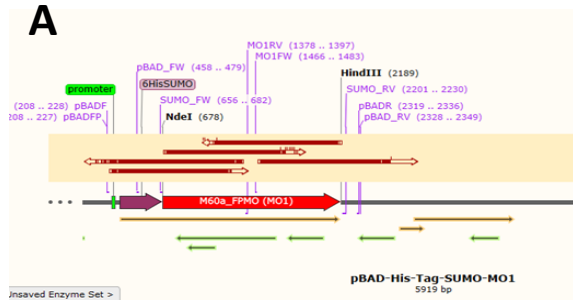 A
MO1RV (1378 .. 1397)
pBAD_FW (458 .. 479)
MO1FW (1466 .. 1483)
HindIII (2189)
promoter
6HisSUMO
SUMO_RV (2201 .. 2230)
(208 .. 228) pBADF
SUMO_FW (656 .. 682)
pBADR (2319 .. 2336)
208 .. 227) pBADFP
NdeI (678)
pBAD_RV (2328 .. 2349)
M60a_FPMO (MO1)
pBAD-His-Tag-SUMO-MO1
5919 bp
Unsaved Enzyme Set >